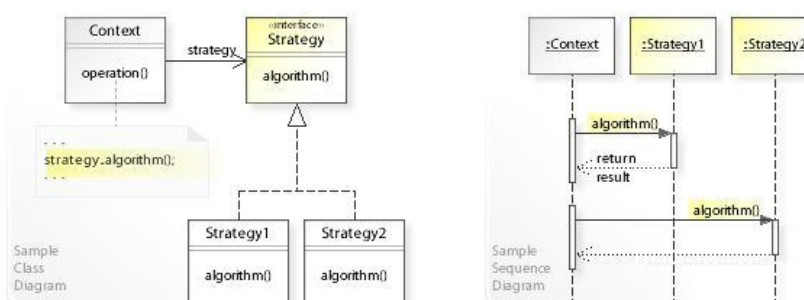 Context
operation()
strategy
«interface»
Strategy
algorithm()
. . .
strategy.algorithm();
. . .
Strategy1
algorithm()
Strategy2
algorithm()
Sample
Class
Diagram
:Context
:Strategy1
:Strategy2
algorithm()
return
result
algorithm()
Sample
Sequence
Diagram